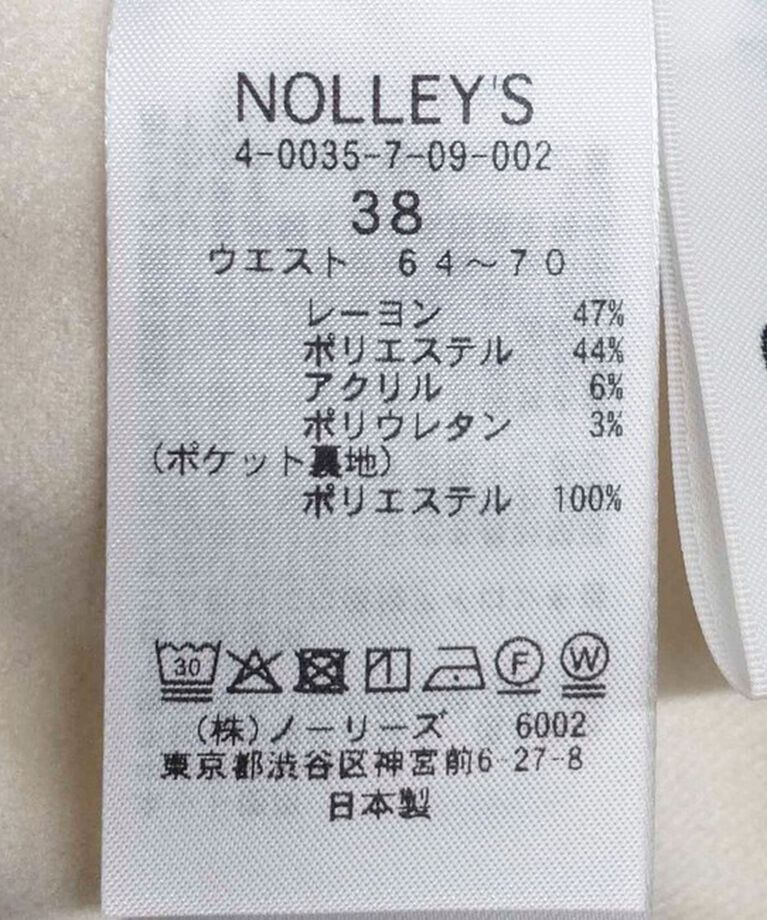 NOLLEY'S
4-0035-7-09-002
38
ウエスト 64～70
レーヨン 47%
ポリエステル 44%
アクリル 6%
ポリウレタン 3%
(ポケット裏地)
ポリエステル 100%
30 F W
(株)ノーリーズ 6002
東京都渋谷区神宮前6-27-8
日本製